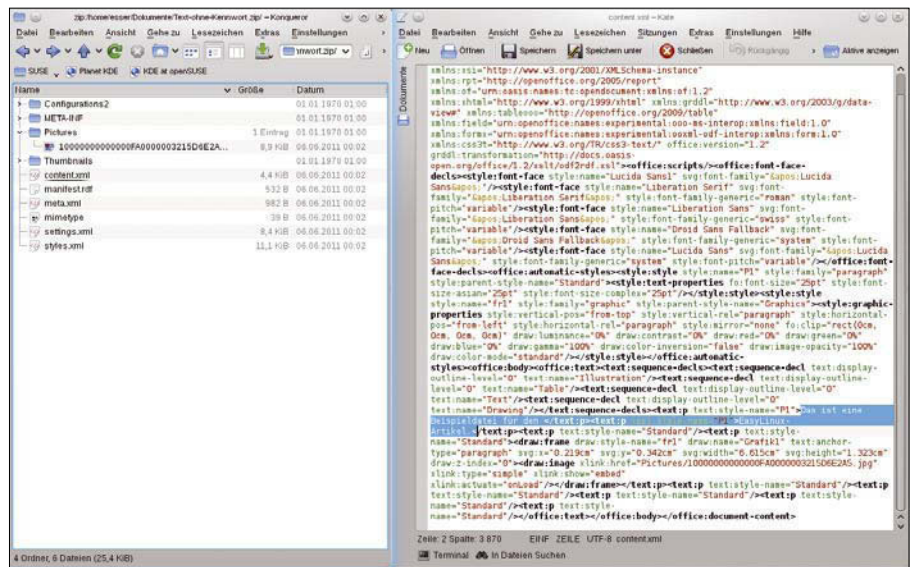 zip:/home/esser/Dokumente/Text-ohne-Kennwort.zip/ – Konqueror
Datei Bearbeiten Ansicht Gehe zu Lesezeichen Extras Einstellungen
nwort.zip/
SUSE Planet KDE KDE at openSUSE
Name Größe Datum
Configurations2 01.01.1970 01:00
META-INF 01.01.1970 01:00
Pictures 1 Eintrag 01.01.1970 01:00
Thumbnails 01.01.1970 01:00
content.xml 4,4 KiB 06.06.2011 00:02
manifest.rdf 532 B 06.06.2011 00:02
meta.xml 982 B 06.06.2011 00:02
mimetype 39 B 06.06.2011 00:02
settings.xml 8,4 KiB 06.06.2011 00:02
styles.xml 11,1 KiB 06.06.2011 00:02
4 Ordner, 6 Dateien (25,4 KiB)
content.xml – Kate
Datei Bearbeiten Ansicht Gehe zu Lesezeichen Sitzungen Extras Einstellungen Hilfe
Neu Öffnen Speichern Speichern unter Schließen Rückgängig Aktive anzeigen
Dokumente
xmlns:xsi="http://www.w3.org/2001/XMLSchema-instance"
xmlns:rpt="http://openoffice.org/2005/report"
xmlns:of="urn:oasis:names:tc:opendocument:xmlns:of:1.2"
xmlns:xhtml="http://www.w3.org/1999/xhtml" xmlns:grddl="http://www.w3.org/2003/g/data-
view#" xmlns:tableooo="http://openoffice.org/2009/table"
xmlns:field="urn:openoffice:names:experimental:ooo-ms-interop:xmlns:field:1.0"
xmlns:formx="urn:openoffice:names:experimental:ooxml-odf-interop:xmlns:form:1.0"
xmlns:css3t="http://www.w3.org/TR/css3-text/" office:version="1.2"
grddl:transformation="http://docs.oasis-
open.org/office/1.2/xslt/odf2rdf.xsl"><office:scripts/><office:font-face-
decls><style:font-face style:name="Lucida Sans1" svg:font-family="&apos;Lucida
Sans&apos;"/><style:font-face style:name="Liberation Serif" svg:font-
family="&apos;Liberation Serif&apos;" style:font-family-generic="roman" style:font-
pitch="variable"/><style:font-face style:name="Liberation Sans" svg:font-
family="&apos;Liberation Sans&apos;" style:font-family-generic="swiss" style:font-
pitch="variable"/><style:font-face style:name="Droid Sans Fallback" svg:font-
family="&apos;Droid Sans Fallback&apos;" style:font-family-generic="system" style:font-
pitch="variable"/><style:font-face style:name="Lucida Sans" svg:font-family="&apos;Lucida
Sans&apos;" style:font-family-generic="system" style:font-pitch="variable"/></office:font-
face-decls><office:automatic-styles><style:style style:name="P1" style:family="paragraph"
style:parent-style-name="Standard"><style:text-properties fo:font-size="25pt" style:font-
size-asian="25pt" style:font-size-complex="25pt"/></style:style><style:style
style:name="fr1" style:family="graphic" style:parent-style-name="Graphics"><style:graphic-
properties style:vertical-pos="from-top" style:vertical-rel="paragraph" style:horizontal-
pos="from-left" style:horizontal-rel="paragraph" style:mirror="none" fo:clip="rect(0cm,
0cm, 0cm, 0cm)" draw:luminance="0%" draw:contrast="0%" draw:red="0%" draw:green="0%"
draw:blue="0%" draw:gamma="100%" draw:color-inversion="false" draw:image-opacity="100%"
draw:color-mode="standard"/></style:style></office:automatic-
styles><office:body><office:text><text:sequence-decls><text:sequence-decl text:display-
outline-level="0" text:name="Illustration"/><text:sequence-decl text:display-outline-
level="0" text:name="Table"/><text:sequence-decl text:display-outline-level="0"
text:name="Text"/><text:sequence-decl text:display-outline-level="0"
text:name="Drawing"/></text:sequence-decls><text:p text:style-name="P1">Das ist eine
Beispieldatei für den </text:p><text:p text:style-name="P1">EasyLinux-
Artikel.</text:p><text:p text:style-name="Standard"/><text:p text:style-
name="Standard"><draw:frame draw:style-name="fr1" draw:name="Grafik1" text:anchor-
type="paragraph" svg:x="0.219cm" svg:y="0.342cm" svg:width="6.615cm" svg:height="1.323cm"
draw:z-index="0"><draw:image xlink:href="Pictures/10000000000000FA0000003215D6E2A5.jpg"
xlink:type="simple" xlink:show="embed"
xlink:actuate="onLoad"/></draw:frame></text:p><text:p text:style-name="Standard"/><text:p
text:style-name="Standard"/><text:p text:style-name="Standard"/><text:p text:style-
name="Standard"/><text:p text:style-
name="Standard"/></office:text></office:body></office:document-content>
Zeile: 2 Spalte: 3 870 EINF ZEILE UTF-8 content.xml
Terminal In Dateien Suchen